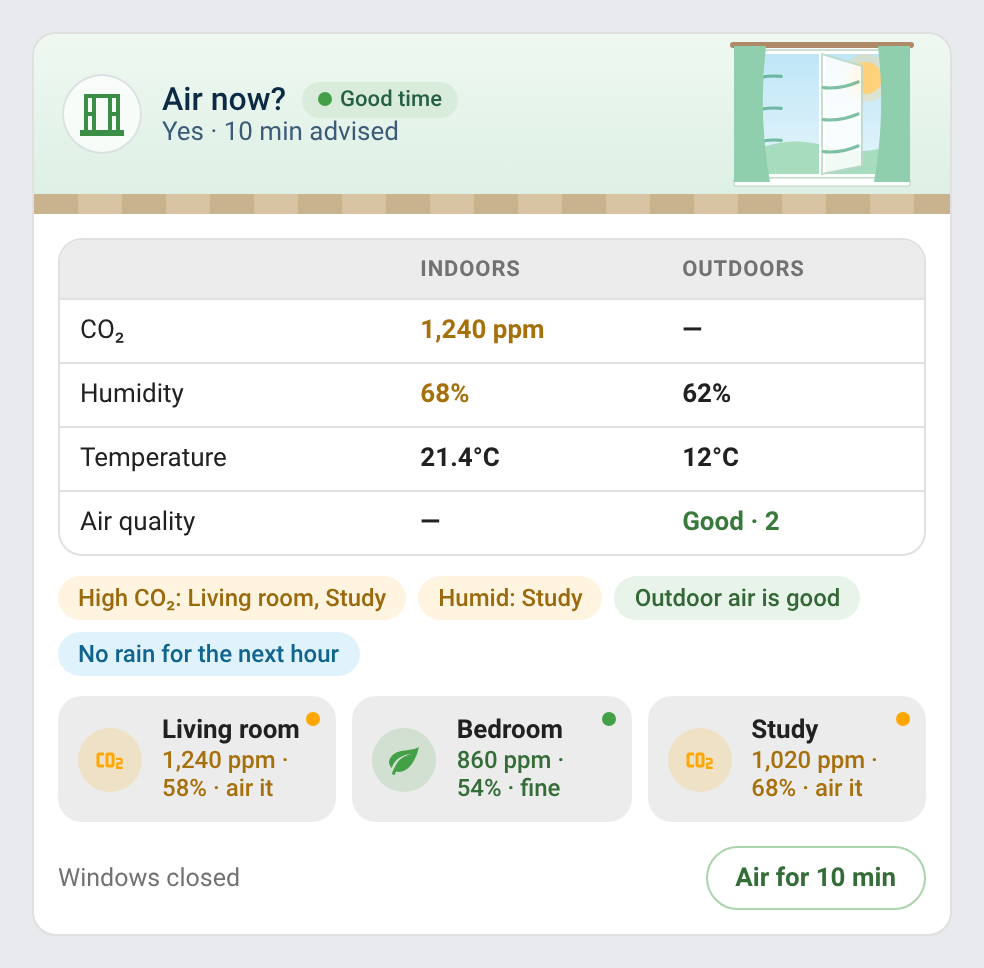 Air now? Good time
Yes · 10 min advised
INDOORS OUTDOORS
CO₂ 1,240 ppm —
Humidity 68% 62%
Temperature 21.4°C 12°C
Air quality — Good · 2
High CO₂: Living room, Study Humid: Study Outdoor air is good
No rain for the next hour
CO₂ Living room
1,240 ppm ·
58% · air it
Bedroom
860 ppm ·
54% · fine
CO₂ Study
1,020 ppm ·
68% · air it
Windows closed Air for 10 min